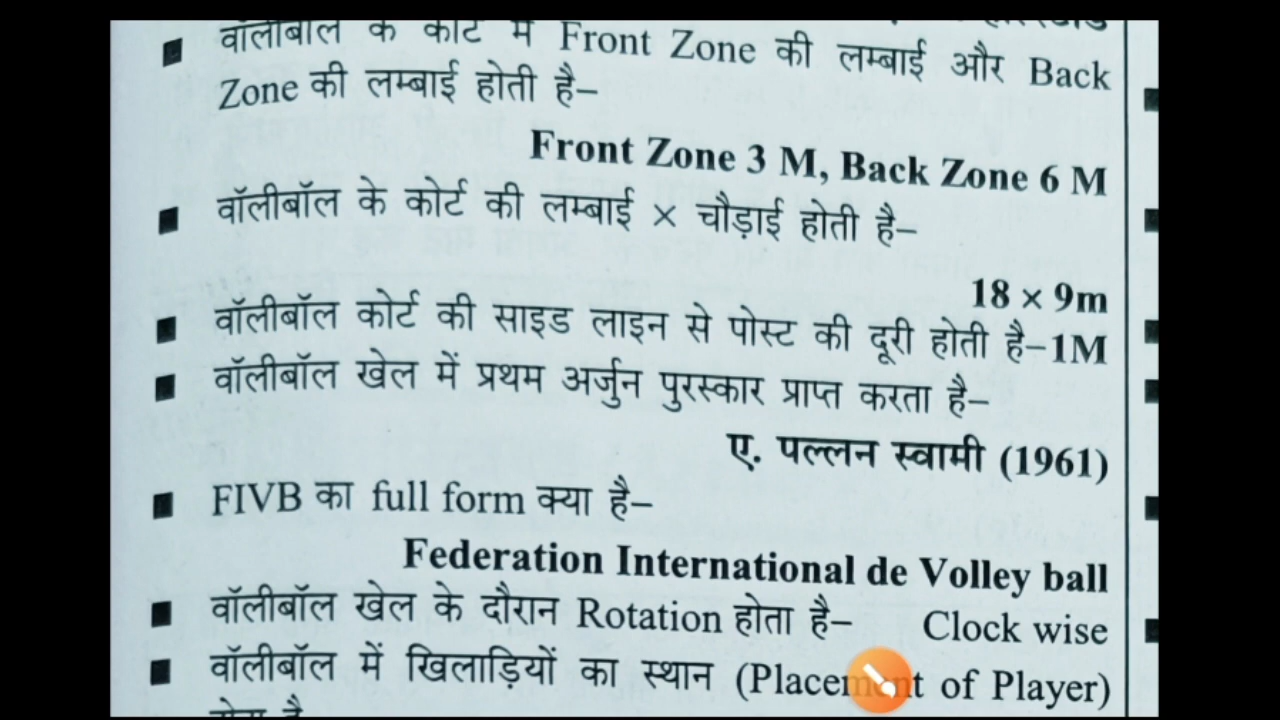 वॉलीबॉल के कोर्ट में Front Zone की लम्बाई और Back
Zone की लम्बाई होती है–
Front Zone 3 M, Back Zone 6 M
वॉलीबॉल के कोर्ट की लम्बाई × चौड़ाई होती है–
18 × 9m
वॉलीबॉल कोर्ट की साइड लाइन से पोस्ट की दूरी होती है–1M
वॉलीबॉल खेल में प्रथम अर्जुन पुरस्कार प्राप्त करता है–
ए. पल्लन स्वामी (1961)
FIVB का full form क्या है–
Federation International de Volley ball
वॉलीबॉल खेल के दौरान Rotation होता है– Clock wise
वॉलीबॉल में खिलाड़ियों का स्थान (Placement of Player)